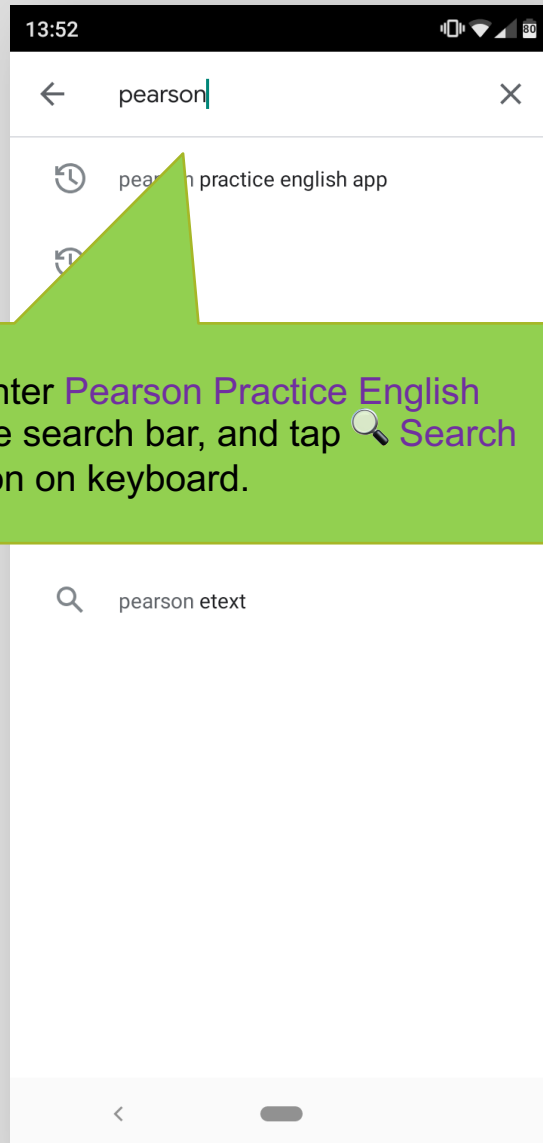 13:52
80
pearson
practice english app
nter Pearson Practice English
e search bar, and tap 🔍 Search
on on keyboard.
pearson etext